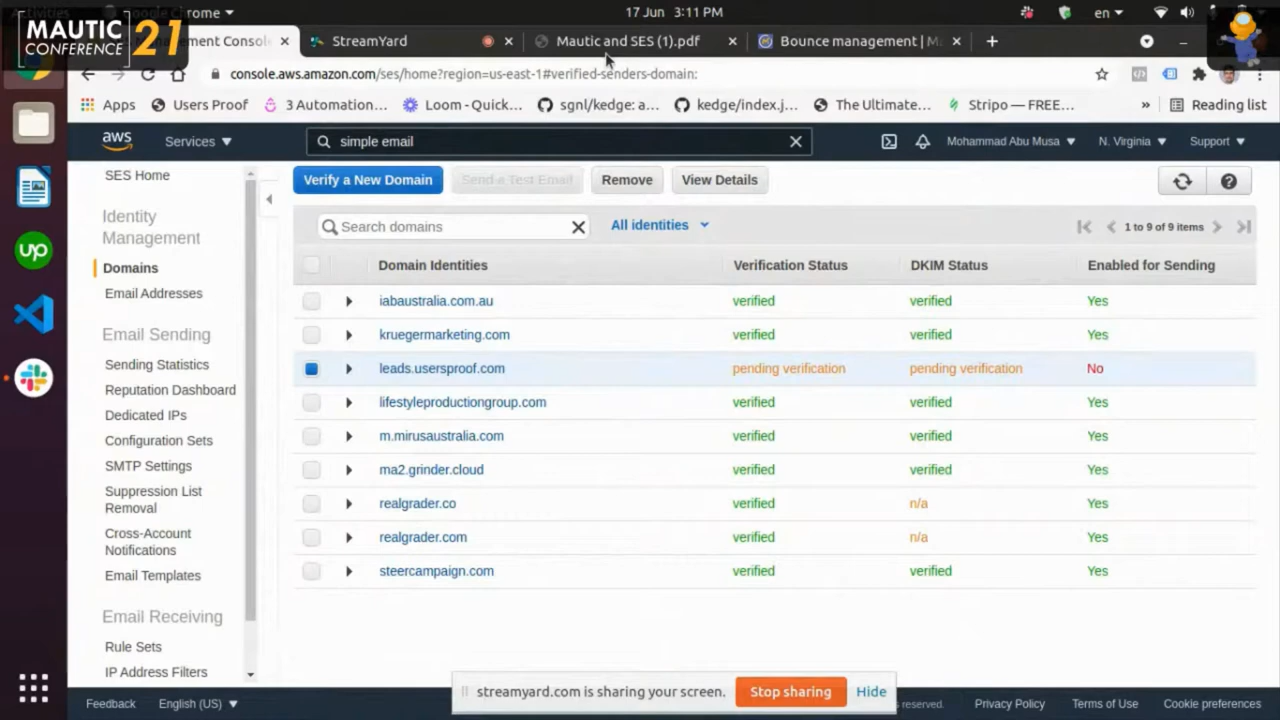 Activities
Google Chrome
17 Jun 3:11 PM
en
MAUTIC
CONFERENCE 21
StreamYard
Mautic and SES (1).pdf
Bounce management | Ma
console.aws.amazon.com/ses/home?region=us-east-1#verified-senders-domain:
Apps
Users Proof
3 Automation...
Loom - Quick...
sgnl/kedge: a...
kedge/index.j...
The Ultimate...
Stripo — FREE...
»
Reading list
aws
Services
simple email
Mohammad Abu Musa
N. Virginia
Support
SES Home
Identity
Management
Domains
Email Addresses
Email Sending
Sending Statistics
Reputation Dashboard
Dedicated IPs
Configuration Sets
SMTP Settings
Suppression List
Removal
Cross-Account
Notifications
Email Templates
Email Receiving
Rule Sets
IP Address Filters
Verify a New Domain
Send a Test Email
Remove
View Details
Search domains
All identities
1 to 9 of 9 items
Domain Identities Verification Status DKIM Status Enabled for Sending
iabaustralia.com.au verified verified Yes
kruegermarketing.com verified verified Yes
leads.usersproof.com pending verification pending verification No
lifestyleproductiongroup.com verified verified Yes
m.mirusaustralia.com verified verified Yes
ma2.grinder.cloud verified verified Yes
realgrader.co verified n/a Yes
realgrader.com verified n/a Yes
steercampaign.com verified verified Yes
up
streamyard.com is sharing your screen.
Stop sharing
Hide
Feedback
English (US)
s reserved.
Privacy Policy
Terms of Use
Cookie preferences